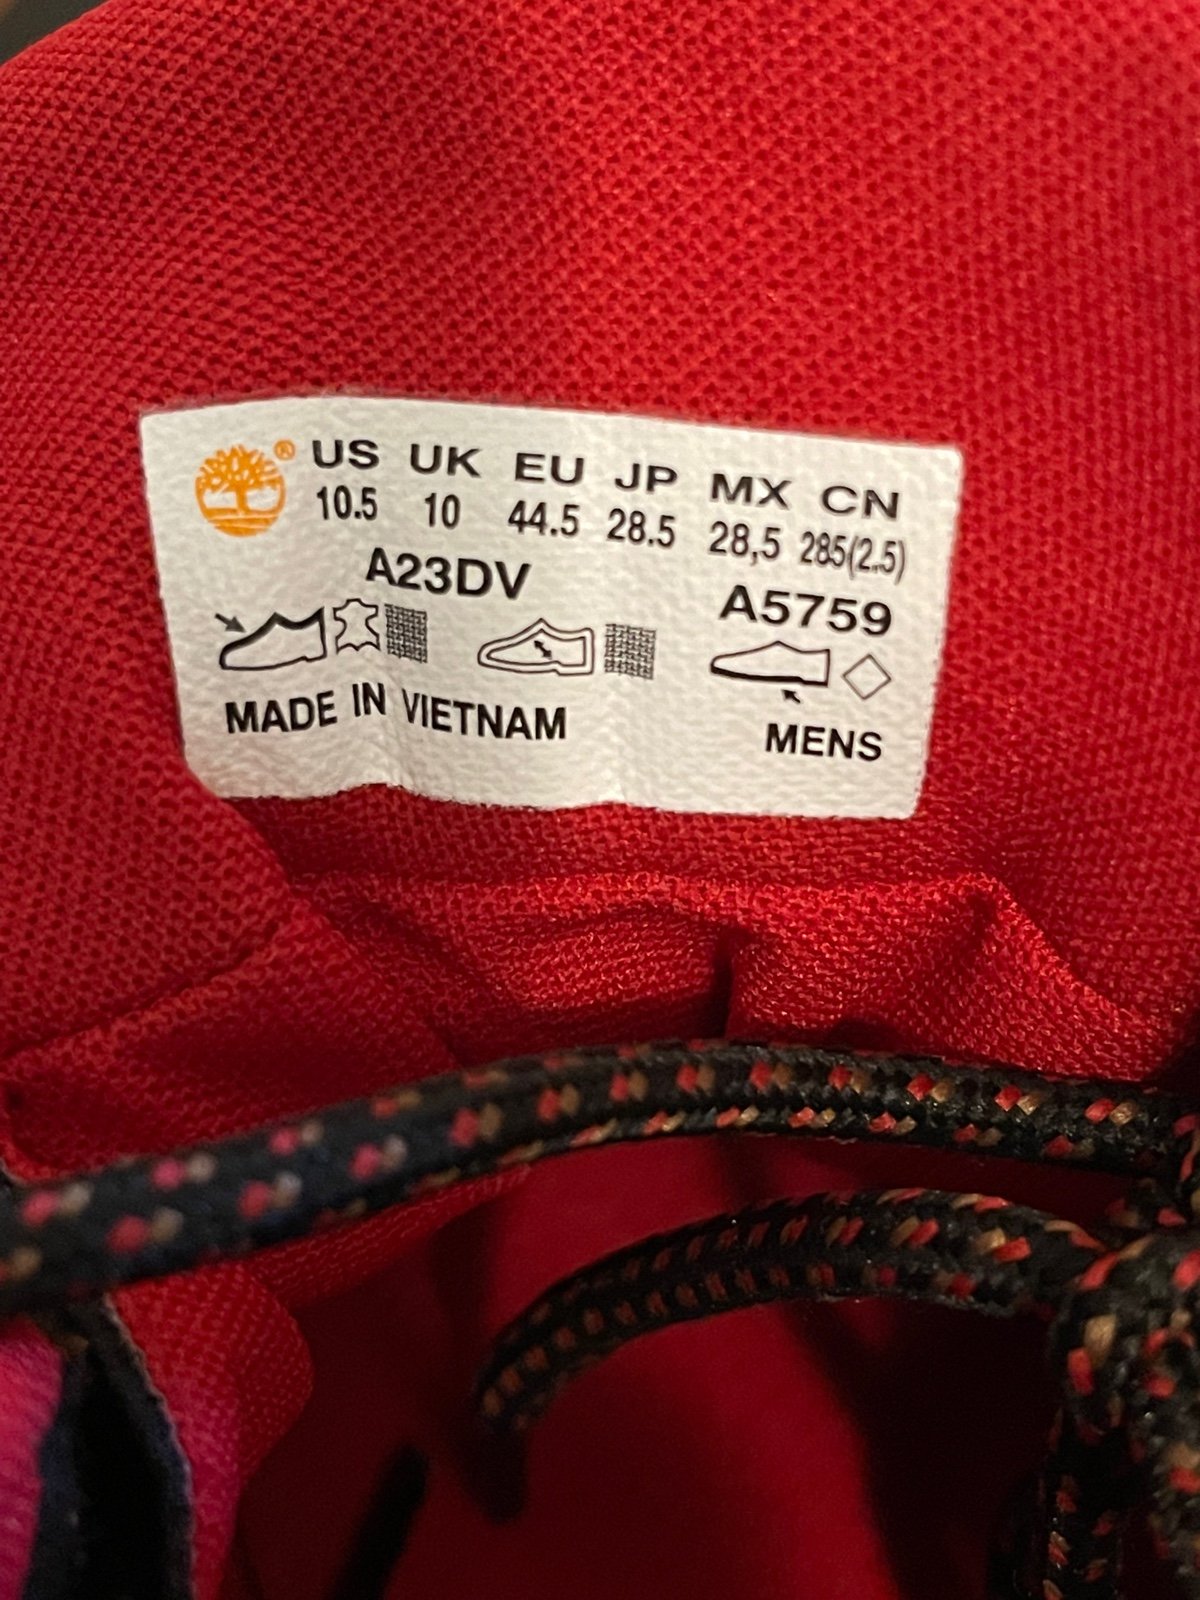 ® US UK EU JP MX CN
10.5 10 44.5 28.5 28,5 285(2.5)
A23DV A5759
MADE IN VIETNAM MENS